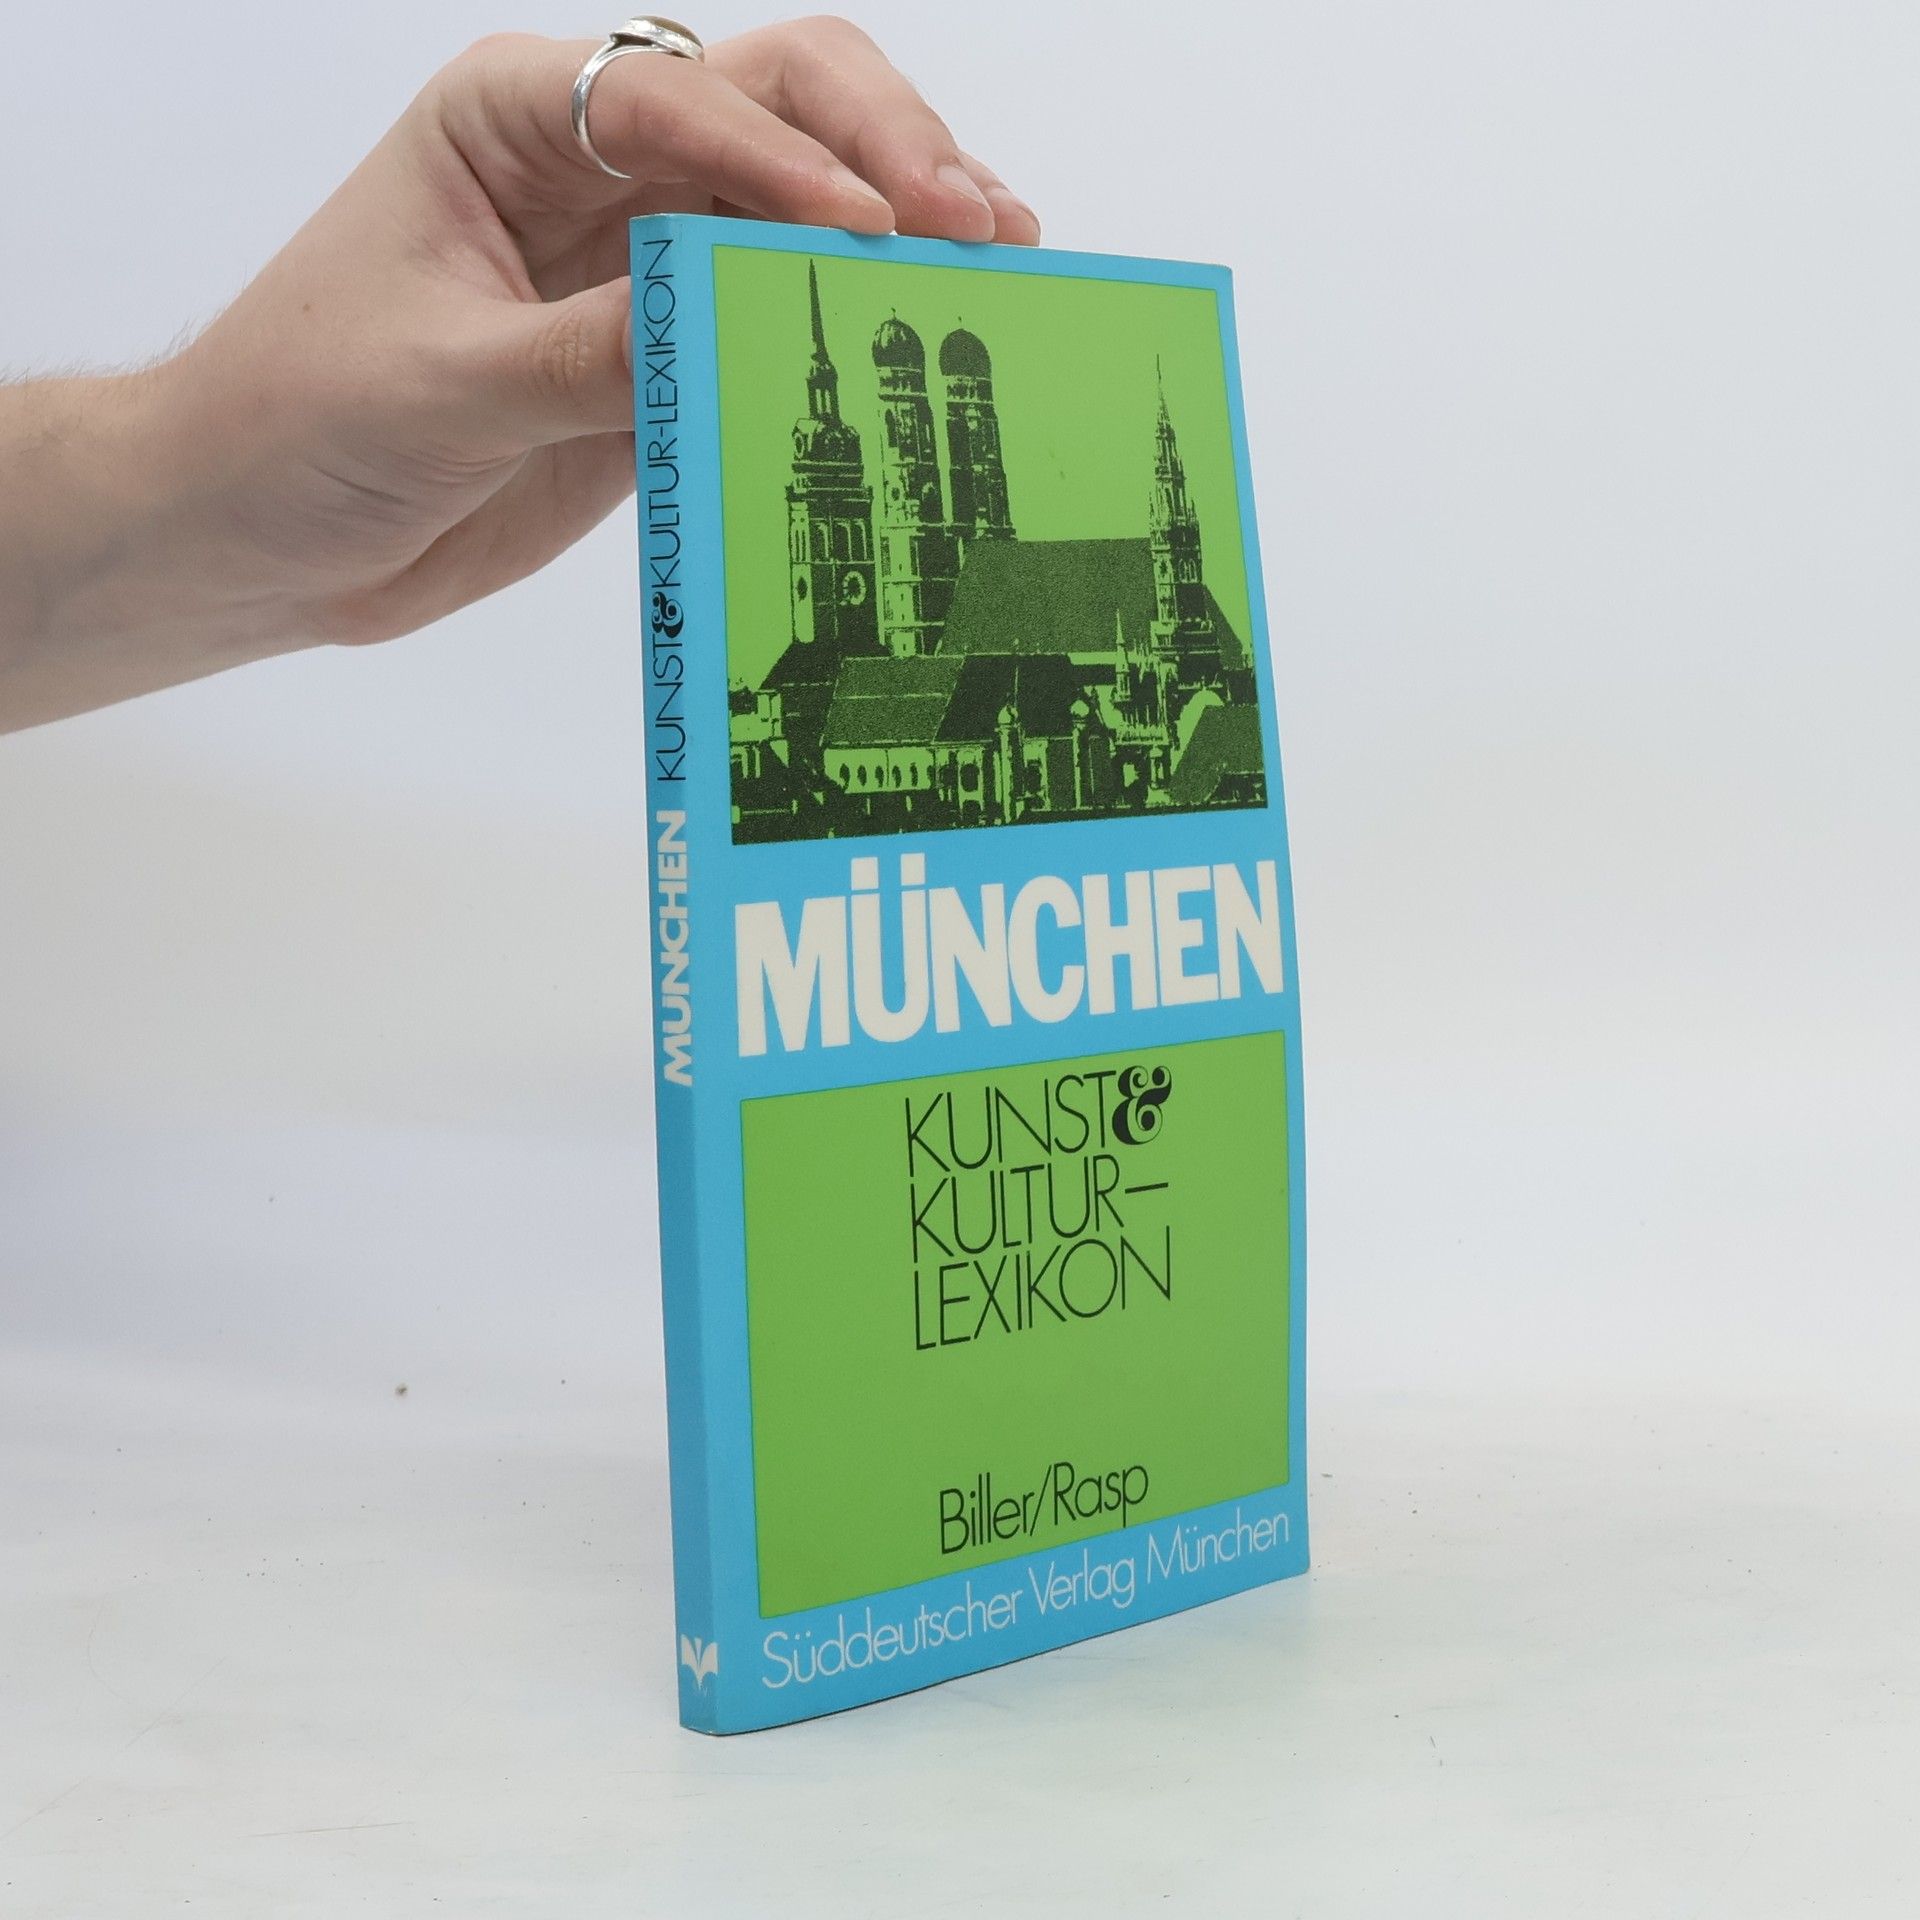 MÜNCHEN KUNST&KULTUR-LEXIKON
MÜNCHEN
KUNST&
KULTUR-
LEXIKON
Biller/Rasp
Süddeutscher Verlag München